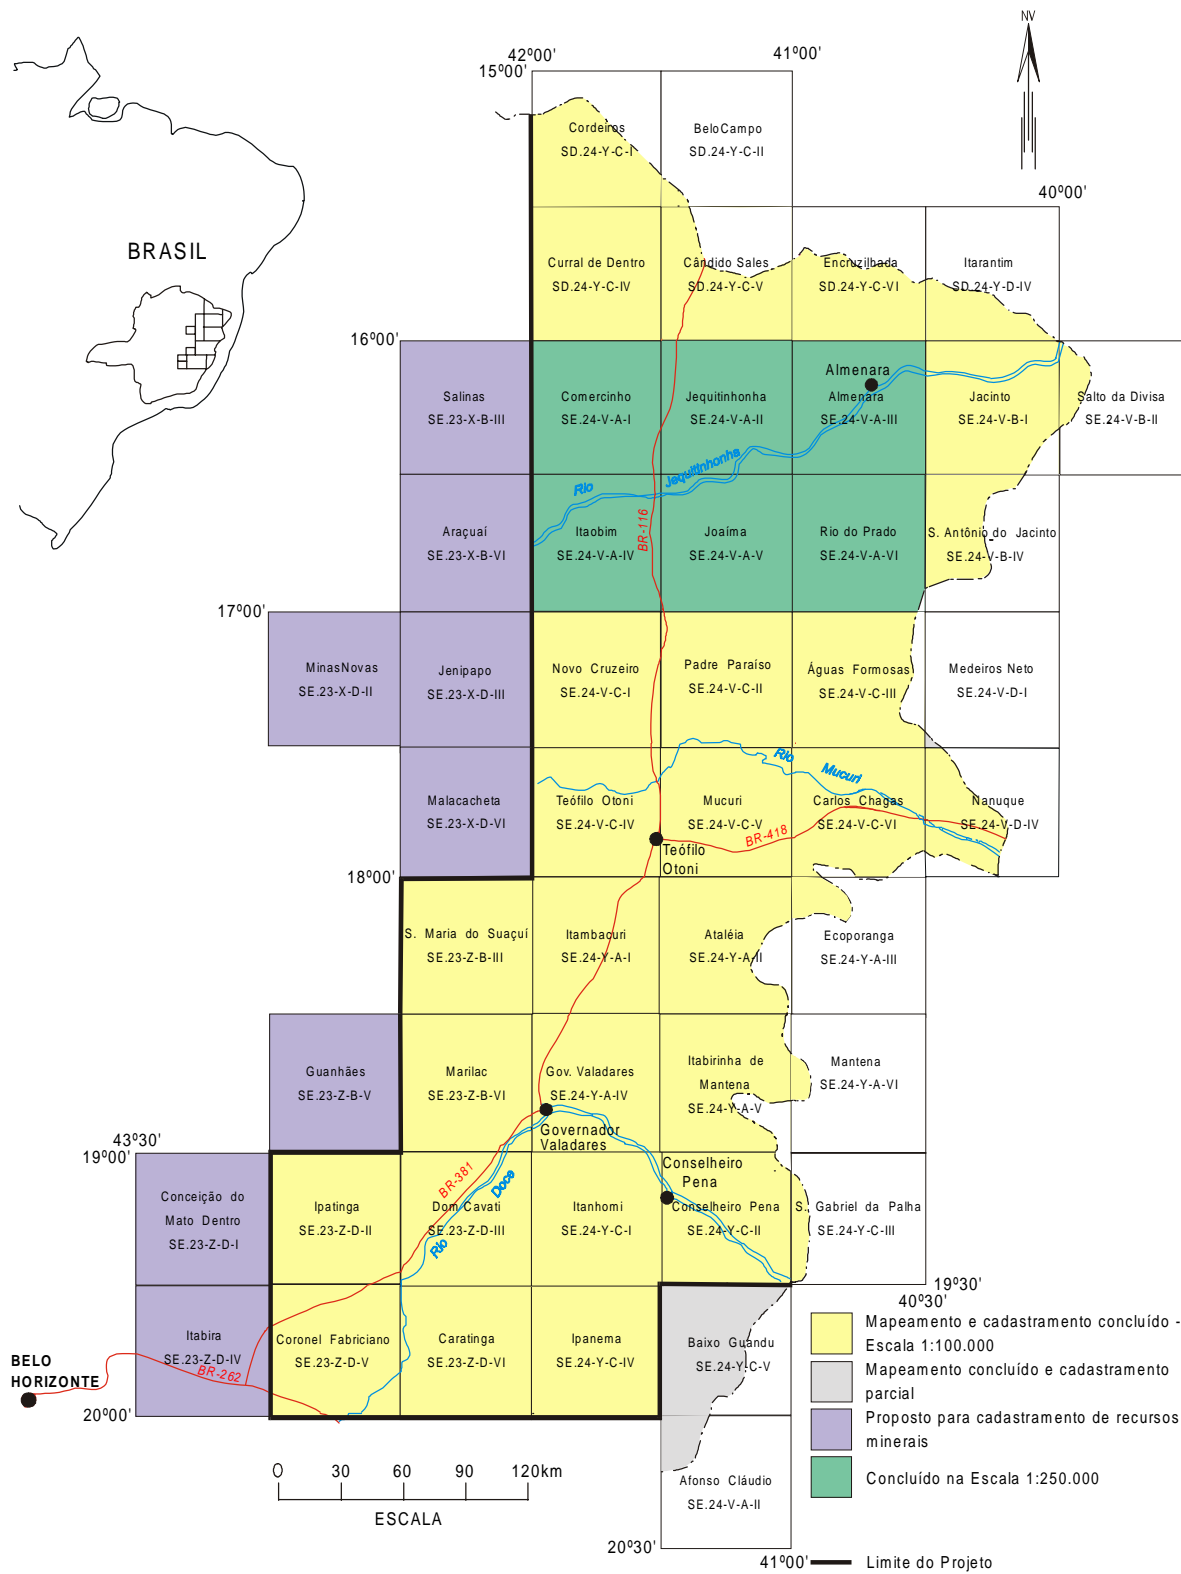 NV
42º00'
41º00'
15º00'
Cordeiros
SD.24-Y-C-I
BeloCampo
SD.24-Y-C-II
40º00'
BRASIL
Curral de Dentro
SD.24-Y-C-IV
Cândido Sales
SD.24-Y-C-V
Encruzilhada
SD.24-Y-C-VI
Itarantim
SD.24-Y-D-IV
16º00'
Salinas
SE.23-X-B-III
Comercinho
SE.24-V-A-I
Jequitinhonha
SE.24-V-A-II
Almenara
Almenara
SE.24-V-A-III
Jacinto
SE.24-V-B-I
Salto da Divisa
SE.24-V-B-II
Rio
Jequitinhonha
BR-116
Araçuaí
SE.23-X-B-VI
Itaobim
SE.24-V-A-IV
Joaíma
SE.24-V-A-V
Rio do Prado
SE.24-V-A-VI
S. Antônio do Jacinto
SE.24-V-B-IV
17º00'
MinasNovas
SE.23-X-D-II
Jenipapo
SE.23-X-D-III
Novo Cruzeiro
SE.24-V-C-I
Padre Paraíso
SE.24-V-C-II
Águas Formosas
SE.24-V-C-III
Medeiros Neto
SE.24-V-D-I
Rio
Mucuri
Malacacheta
SE.23-X-D-VI
Teófilo Otoni
SE.24-V-C-IV
Mucuri
SE.24-V-C-V
Carlos Chagas
SE.24-V-C-VI
Nanuque
SE.24-V-D-IV
BR-418
Teófilo
Otoni
18º00'
S. Maria do Suaçuí
SE.23-Z-B-III
Itambacuri
SE.24-Y-A-I
Ataléia
SE.24-Y-A-II
Ecoporanga
SE.24-Y-A-III
Guanhães
SE.23-Z-B-V
Marilac
SE.23-Z-B-VI
Gov. Valadares
SE.24-Y-A-IV
Itabirinha de
Mantena
SE.24-Y-A-V
Mantena
SE.24-Y-A-VI
Governador
Valadares
43º30'
19º00'
Conceição do
Mato Dentro
SE.23-Z-D-I
Ipatinga
SE.23-Z-D-II
BR-381
Rio
Doce
Dom Cavati
SE.23-Z-D-III
Itanhomi
SE.24-Y-C-I
Conselheiro
Pena
Conselheiro Pena
SE.24-Y-C-II
S. Gabriel da Palha
SE.24-Y-C-III
19º30'
40º30'
Itabira
SE.23-Z-D-IV
Coronel Fabriciano
SE.23-Z-D-V
Caratinga
SE.23-Z-D-VI
Ipanema
SE.24-Y-C-IV
Baixo Guandu
SE.24-Y-C-V
BELO
HORIZONTE
BR-262
20º00'
Afonso Cláudio
SE.24-V-A-II
20º30'
41º00'
0 30 60 90 120km
ESCALA
Mapeamento e cadastramento concluído -
Escala 1:100.000
Mapeamento concluído e cadastramento
parcial
Proposto para cadastramento de recursos
minerais
Concluído na Escala 1:250.000
Limite do Projeto